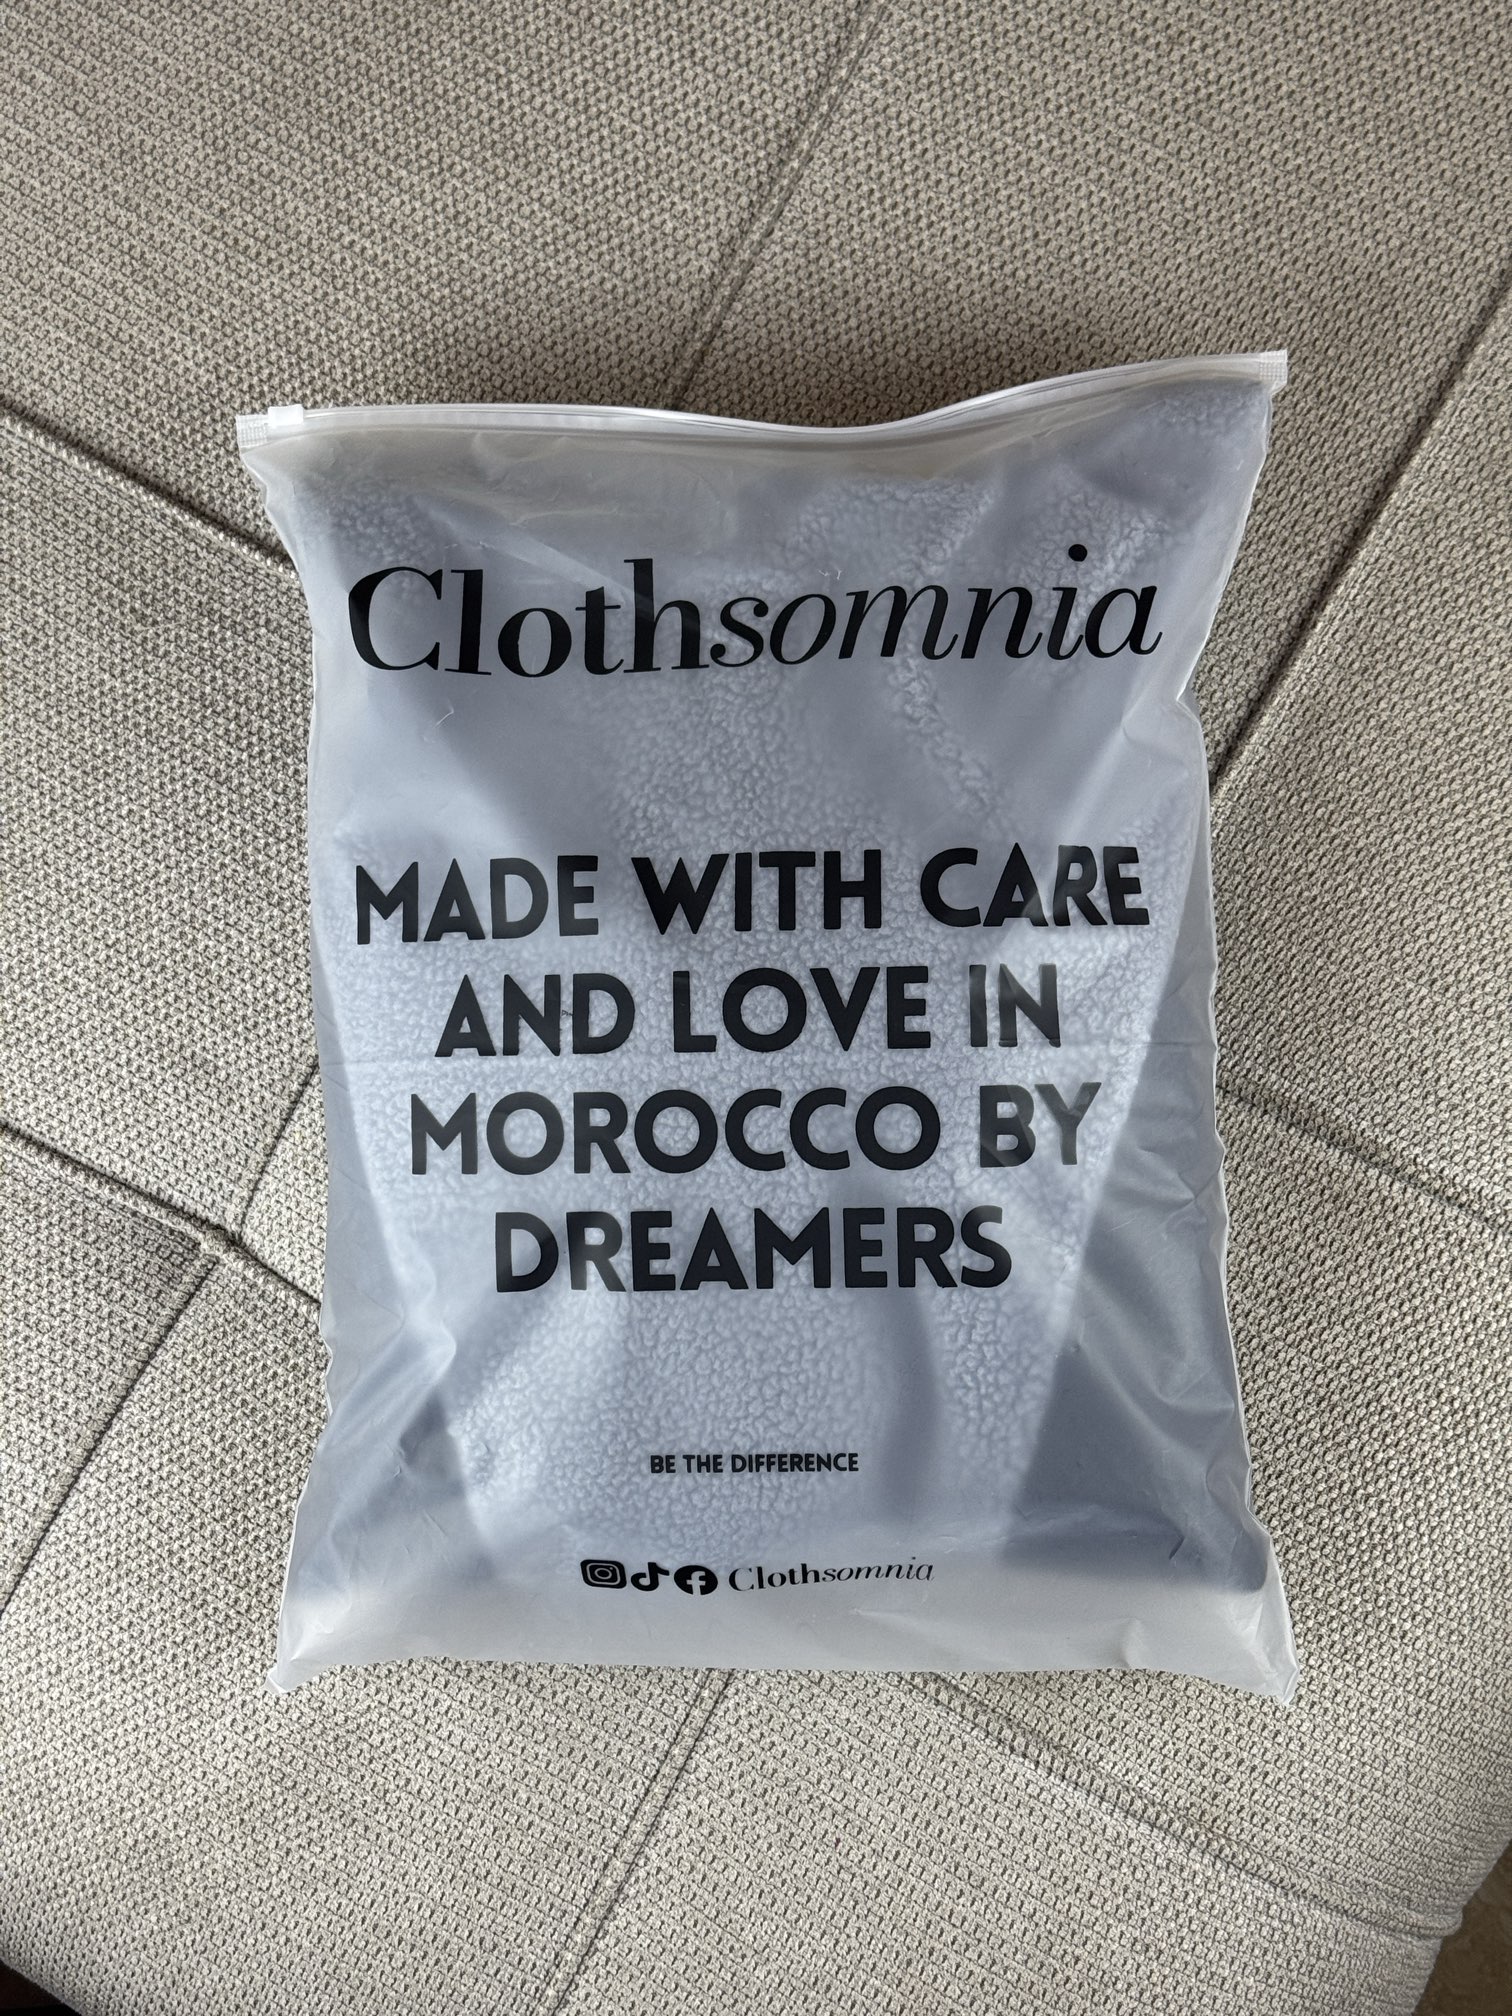 Clothsomnia
MADE WITH CARE
AND LOVE IN
MOROCCO BY
DREAMERS
BE THE DIFFERENCE
Clothsomnia